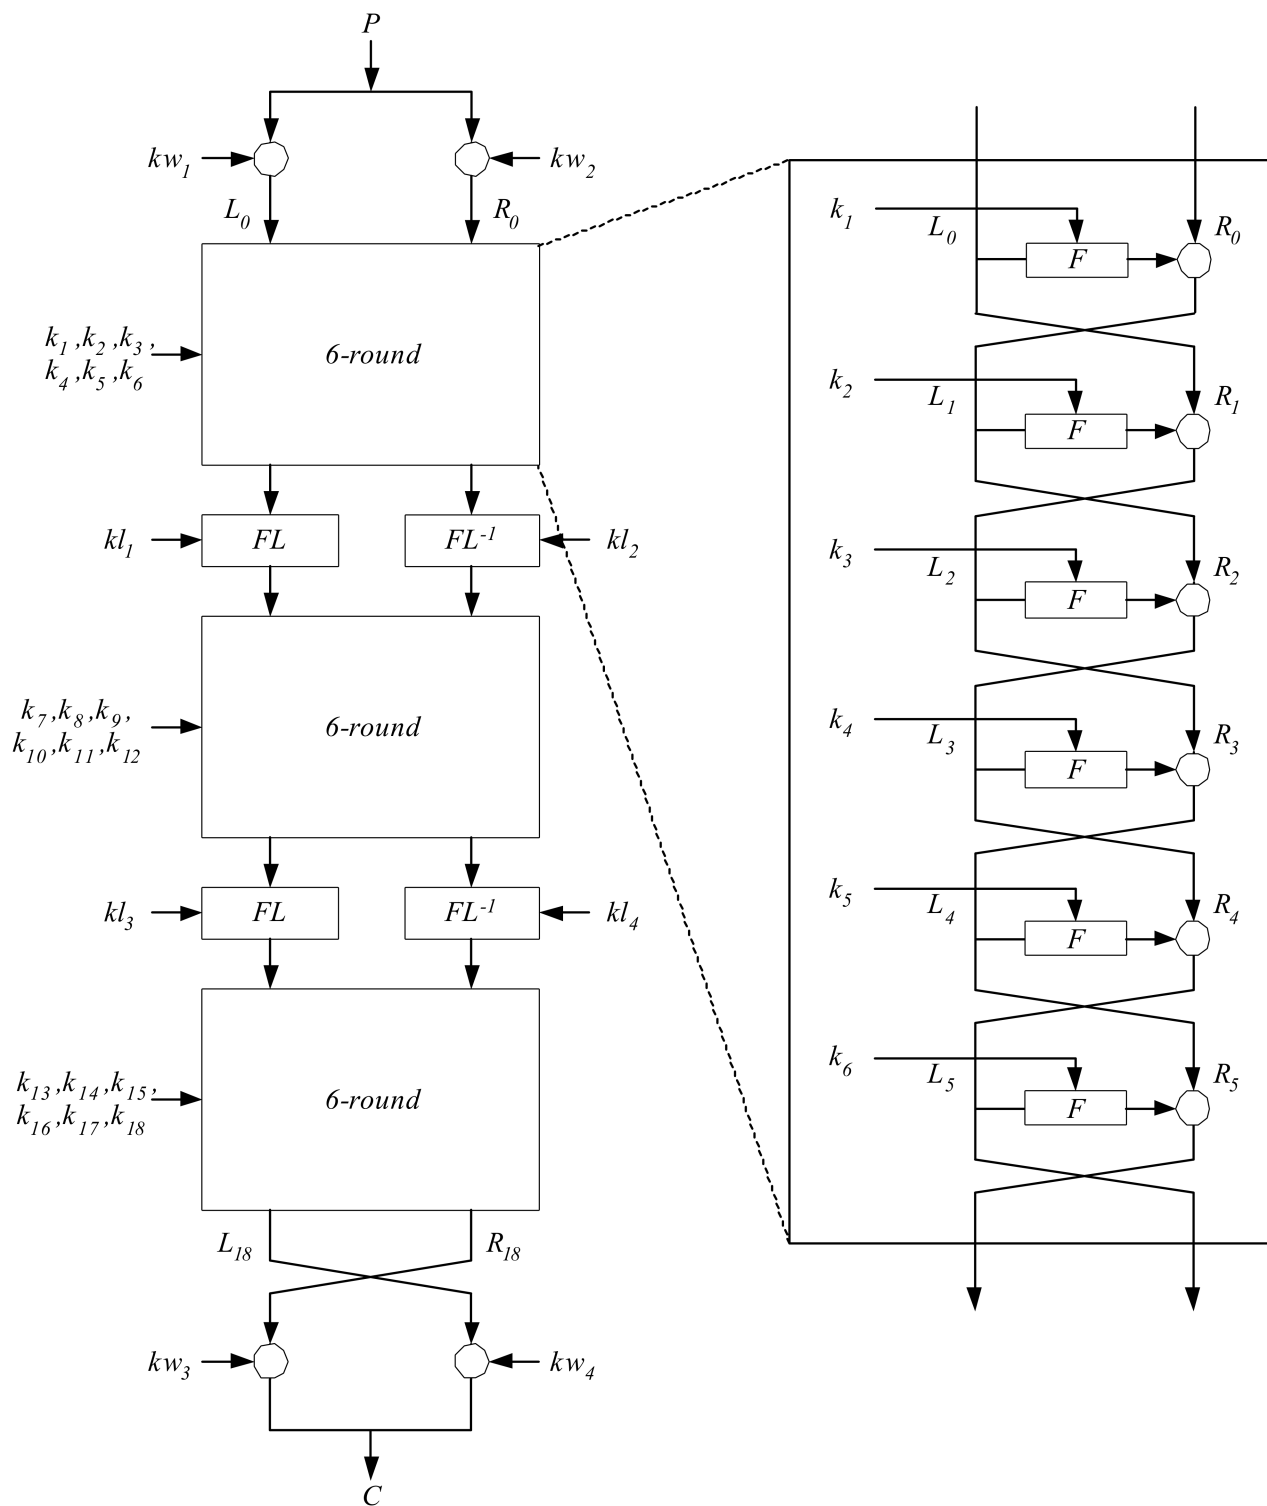 P
kw₁
kw₂
L₀
R₀
k₁,k₂,k₃,
k₄,k₅,k₆
6-round
kl₁
FL
FL⁻¹
kl₂
k₇,k₈,k₉,
k₁₀,k₁₁,k₁₂
6-round
kl₃
FL
FL⁻¹
kl₄
k₁₃,k₁₄,k₁₅,
k₁₆,k₁₇,k₁₈
6-round
L₁₈
R₁₈
kw₃
kw₄
C
k₁
L₀
R₀
F
k₂
L₁
R₁
F
k₃
L₂
R₂
F
k₄
L₃
R₃
F
k₅
L₄
R₄
F
k₆
L�5
R₅
F